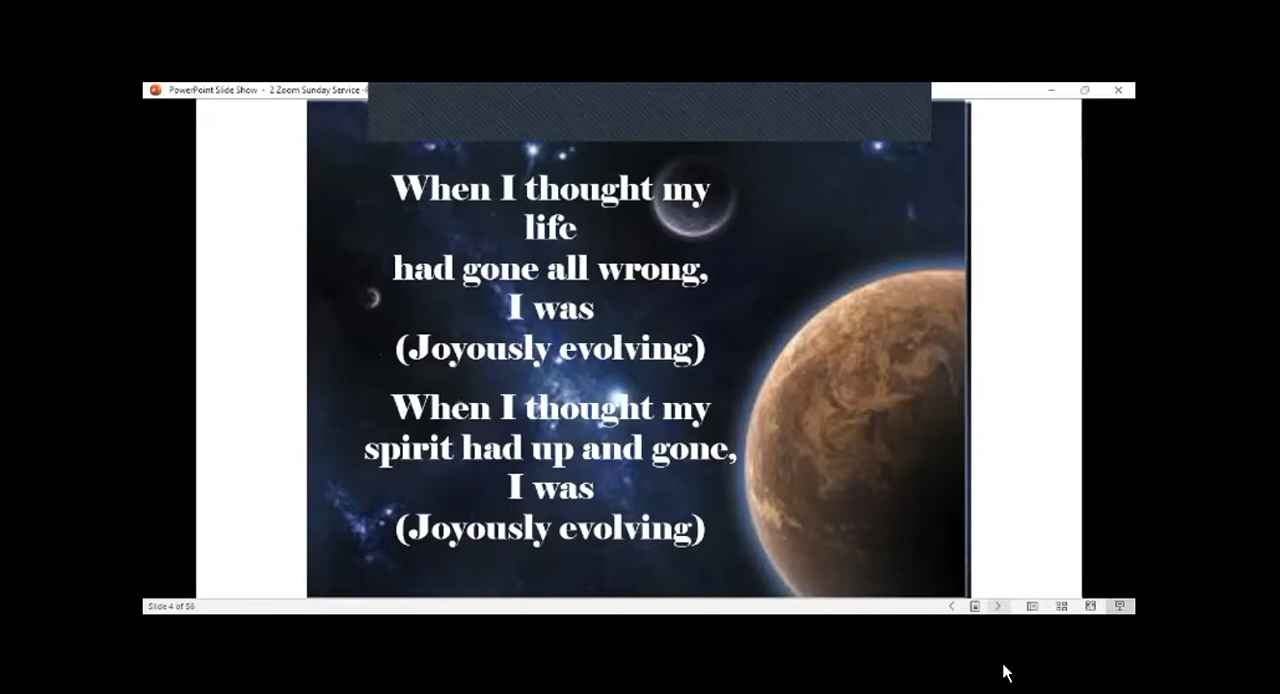 PowerPoint Slide Show - 2 Zoom Sunday Service -
When I thought my
life
had gone all wrong,
I was
(Joyously evolving)
When I thought my
spirit had up and gone,
I was
(Joyously evolving)
Slide 4 of 56